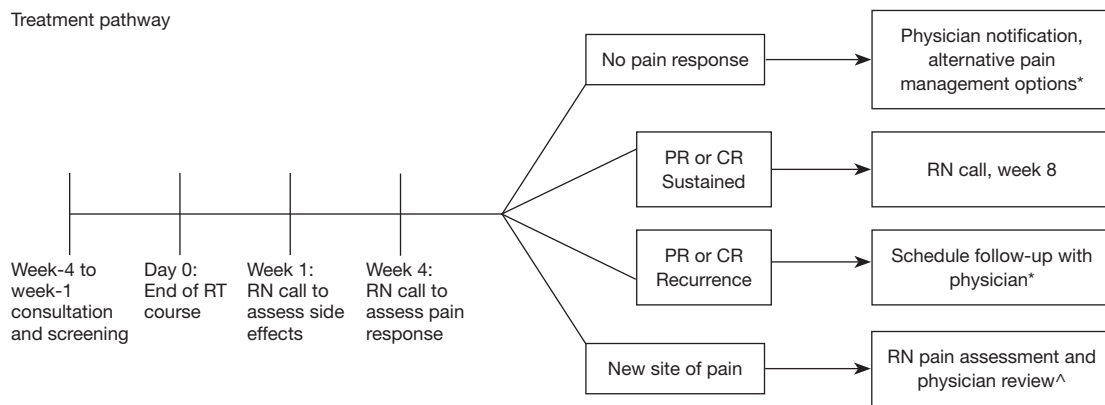 Treatment pathway
No pain response
Physician notification,
alternative pain
management options*
PR or CR
Sustained
RN call, week 8
PR or CR
Recurrence
Schedule follow-up with
physician*
New site of pain
RN pain assessment and
physician review^
Week-4 to
week-1
consultation
and screening
Day 0:
End of RT
course
Week 1:
RN call to
assess side
effects
Week 4:
RN call to
assess pain
response